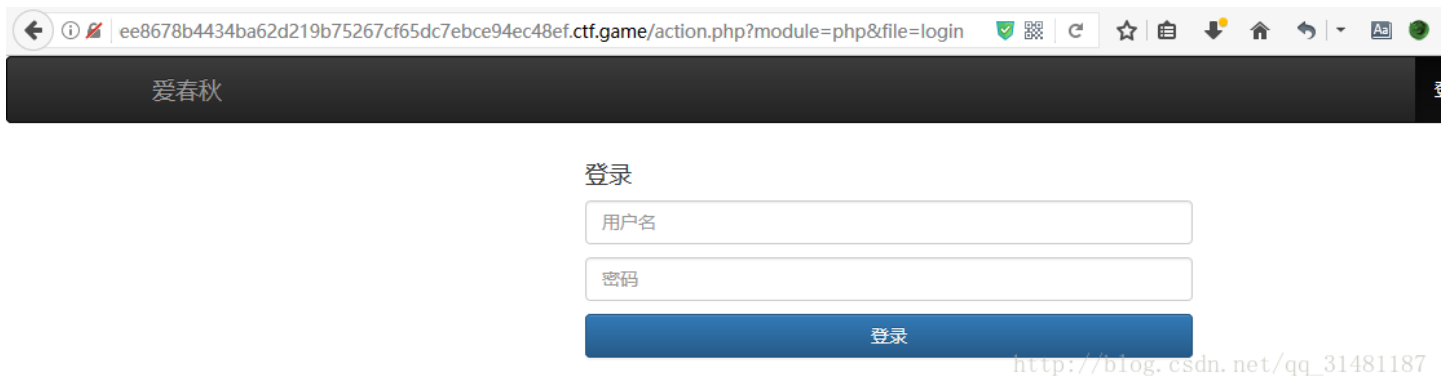 ee8678b4434ba62d219b75267cf65dc7ebce94ec48ef.ctf.game/action.php?module=php&file=login
Aa
爱春秋
登录
用户名
密码
登录
http://blog.csdn.net/qq_31481187